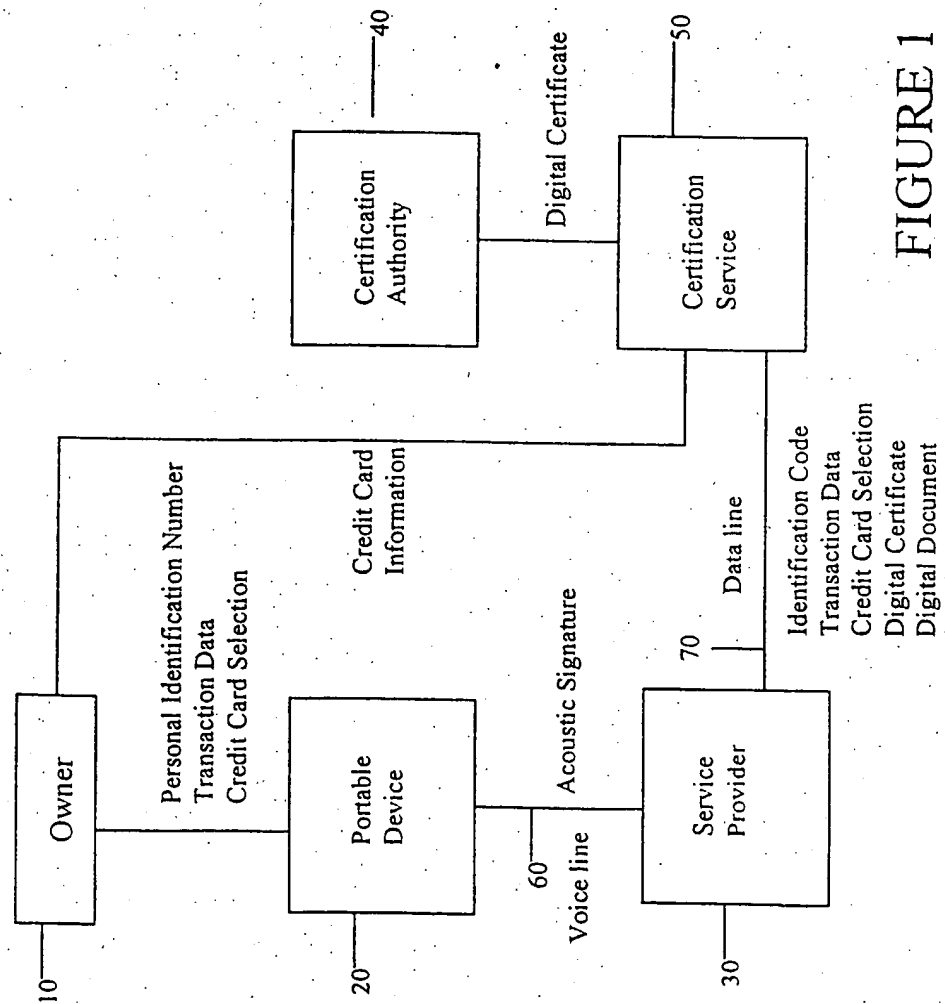 10
Owner
Personal Identification Number
Transaction Data
Credit Card Selection
20
Portable
Device
Credit Card
Information
Certification
Authority
40
60
Voice line
Acoustic Signature
Digital Certificate
30
Service
Provider
70
Data line
Identification Code
Transaction Data
Credit Card Selection
Digital Certificate
Digital Document
Certification
Service
50
FIGURE 1